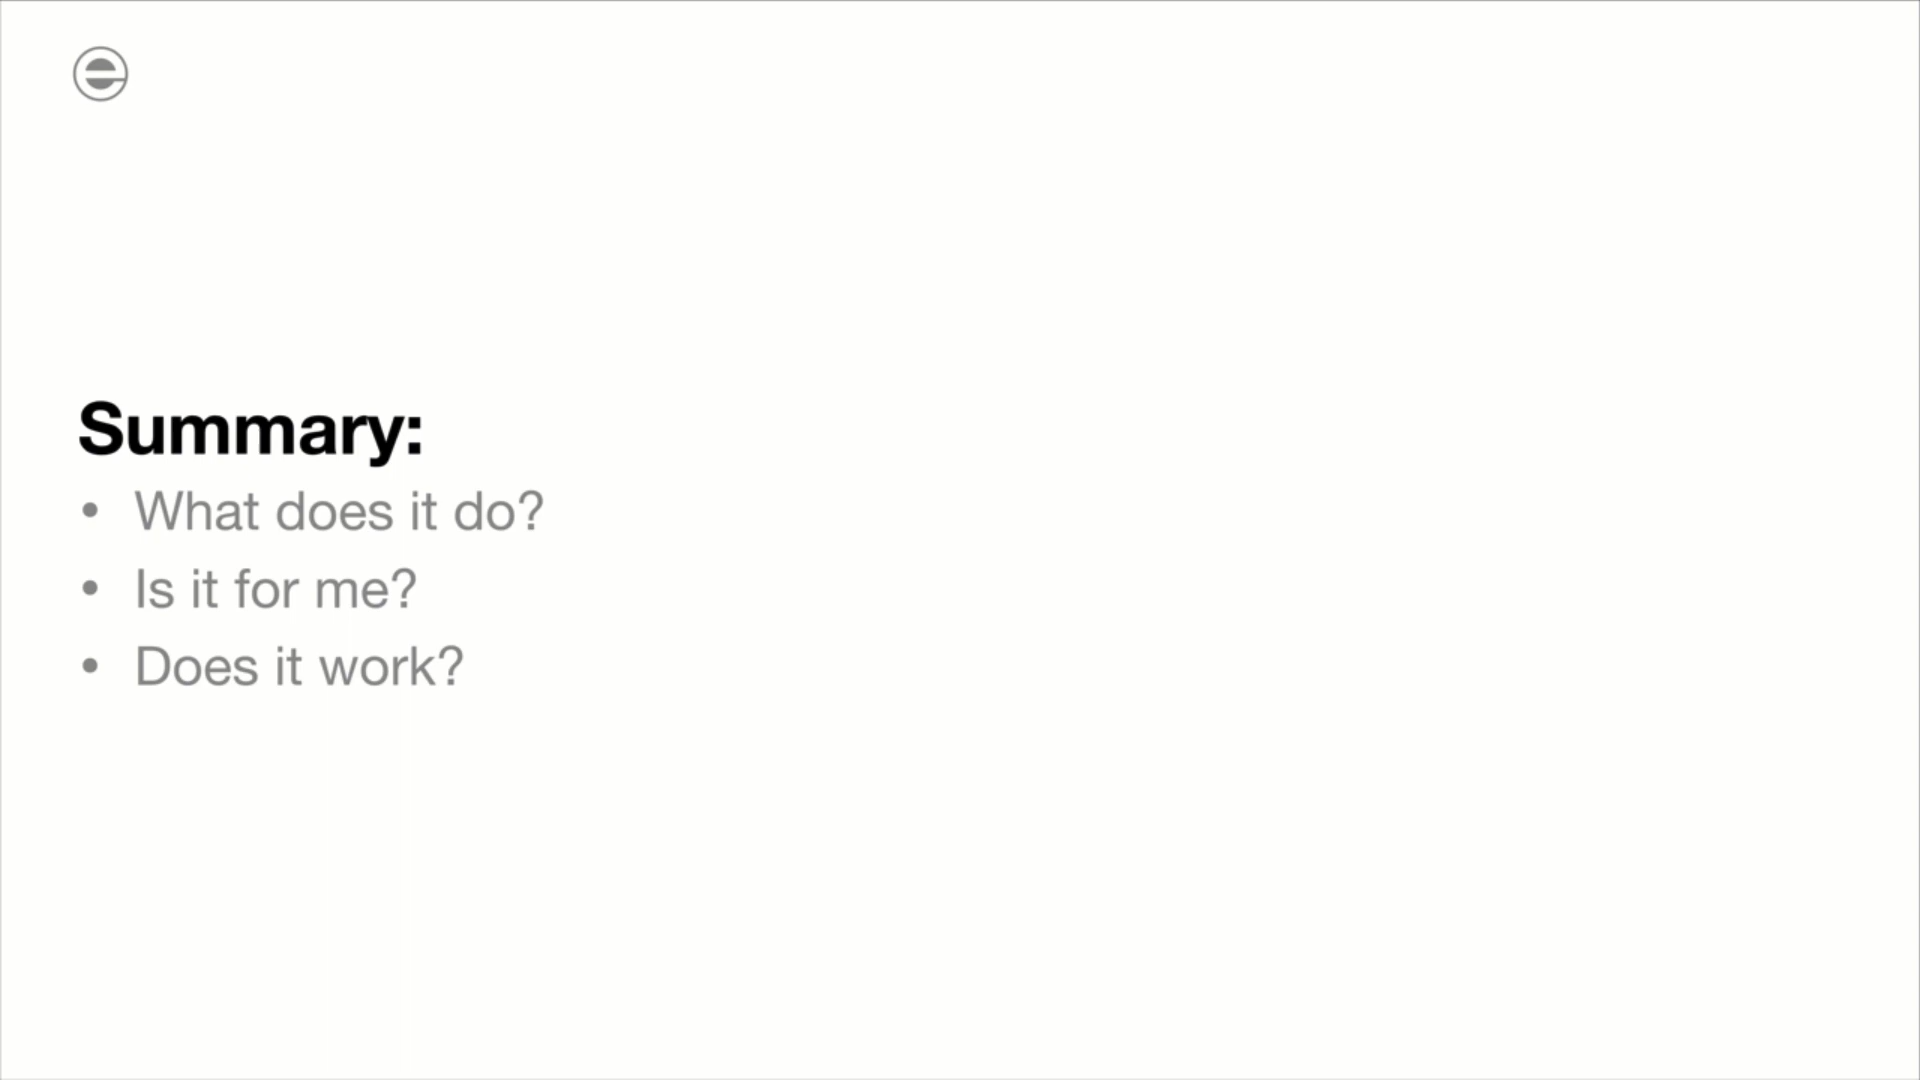 Summary:
• What does it do?
• Is it for me?
• Does it work?